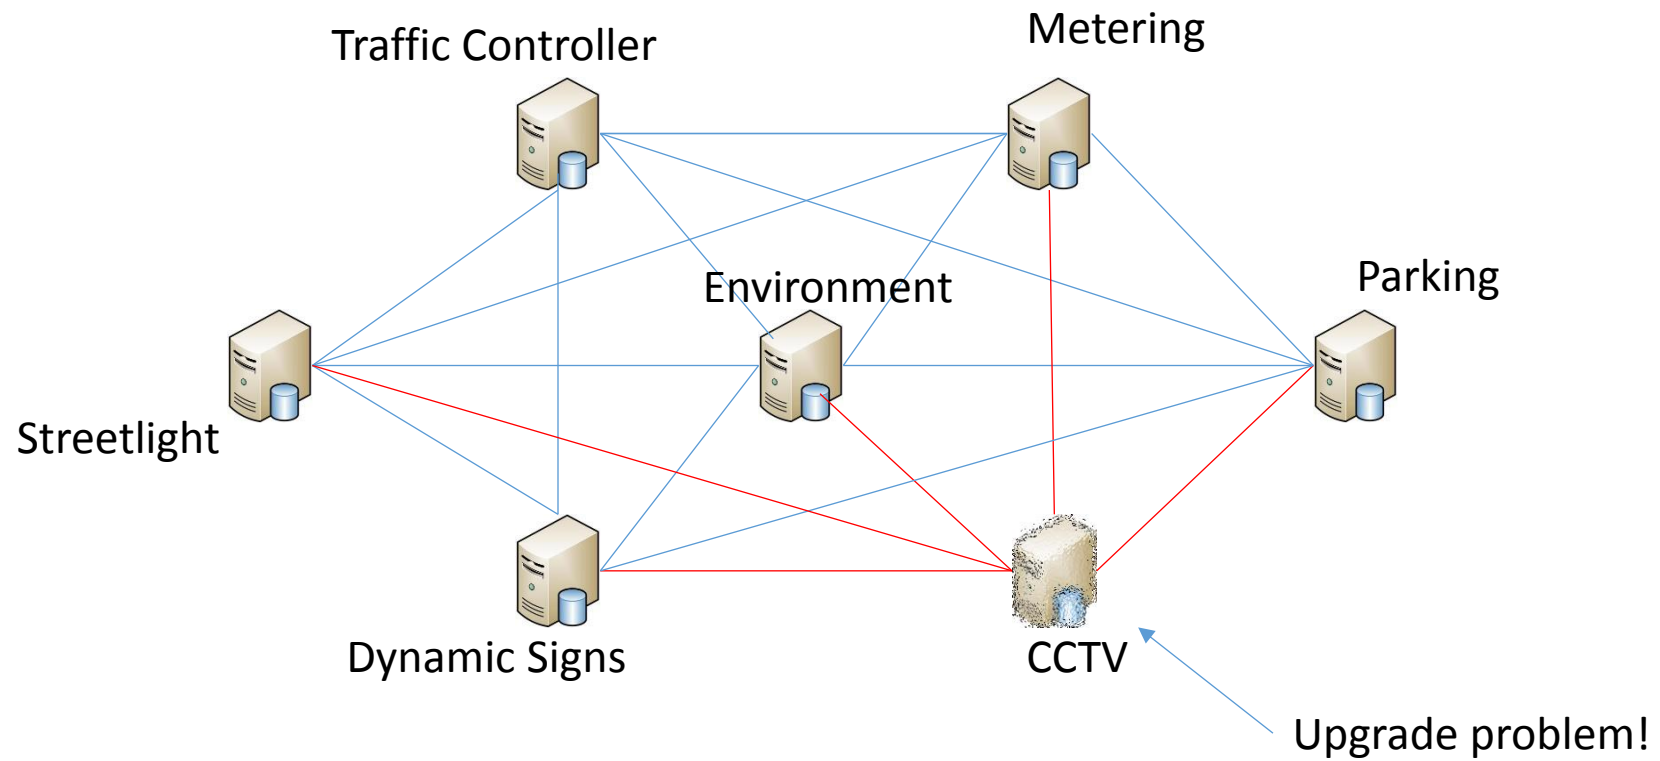 Traffic Controller
Metering
Environment
Parking
Streetlight
Dynamic Signs
CCTV
Upgrade problem!